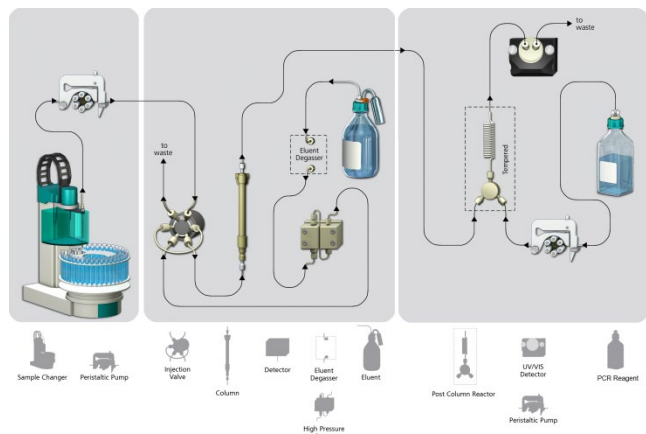 to
waste
to
waste
Eluent
Degasser
Tempered
Sample Changer
Peristaltic Pump
Injection
Valve
Column
Detector
Eluent
Degasser
Eluent
High Pressure
Post Column Reactor
UV/VIS
Detector
Peristaltic Pump
PCR Reagent